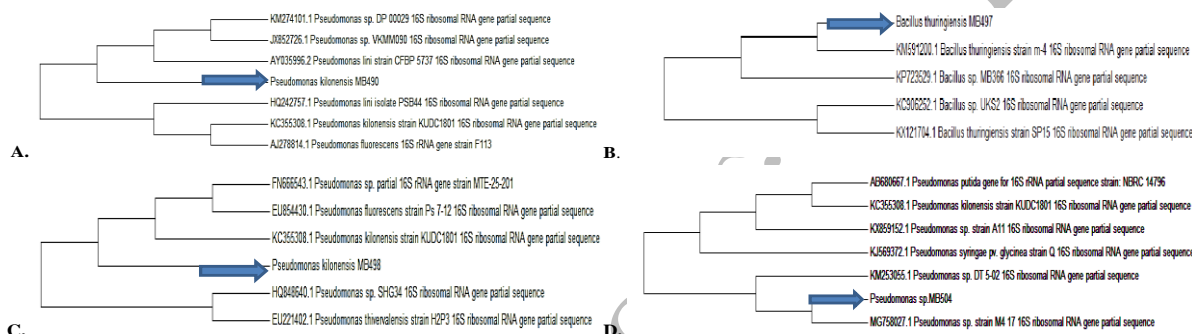 KM274101.1 Pseudomonas sp. DP 00029 16S ribosomal RNA gene partial sequence
JX852726.1 Pseudomonas sp. VKMM090 16S ribosomal RNA gene partial sequence
AY035996.2 Pseudomonas lini strain CFBP 5737 16S ribosomal RNA gene partial sequence
Pseudomonas kilonensis MB490
HQ242757.1 Pseudomonas lini isolate PSB44 16S ribosomal RNA gene partial sequence
KC355308.1 Pseudomonas kilonensis strain KUDC1801 16S ribosomal RNA gene partial sequence
AJ278814.1 Pseudomonas fluorescens 16S rRNA gene strain F113
A.
Bacillus thuringiensis MB497
KM591200.1 Bacillus thuringiensis strain m-4 16S ribosomal RNA gene partial sequence
KP723529.1 Bacillus sp. MB366 16S ribosomal RNA gene partial sequence
KC906252.1 Bacillus sp. UKS2 16S ribosomal RNA gene partial sequence
KX121704.1 Bacillus thuringiensis strain SP15 16S ribosomal RNA gene partial sequence
B.
FN666543.1 Pseudomonas sp. partial 16S rRNA gene strain MTE-25-201
EU854430.1 Pseudomonas fluorescens strain Ps 7-12 16S ribosomal RNA gene partial sequence
KC355308.1 Pseudomonas kilonensis strain KUDC1801 16S ribosomal RNA gene partial sequence
Pseudomonas kilonensis MB498
HQ848640.1 Pseudomonas sp. SHG34 16S ribosomal RNA gene partial sequence
EU221402.1 Pseudomonas thivervalensis strain H2P3 16S ribosomal RNA gene partial sequence
C.
AB680667.1 Pseudomonas putida gene for 16S rRNA partial sequence strain: NBRC 14796
KC355308.1 Pseudomonas kilonensis strain KUDC1801 16S ribosomal RNA gene partial sequence
KX859152.1 Pseudomonas sp. strain A11 16S ribosomal RNA gene partial sequence
KJ569372.1 Pseudomonas syringae pv. glycinea strain Q 16S ribosomal RNA gene partial sequence
KM253055.1 Pseudomonas sp. DT 5-02 16S ribosomal RNA gene partial sequence
Pseudomonas sp.MB504
MG758027.1 Pseudomonas sp. strain M4 17 16S ribosomal RNA gene partial sequence
D.